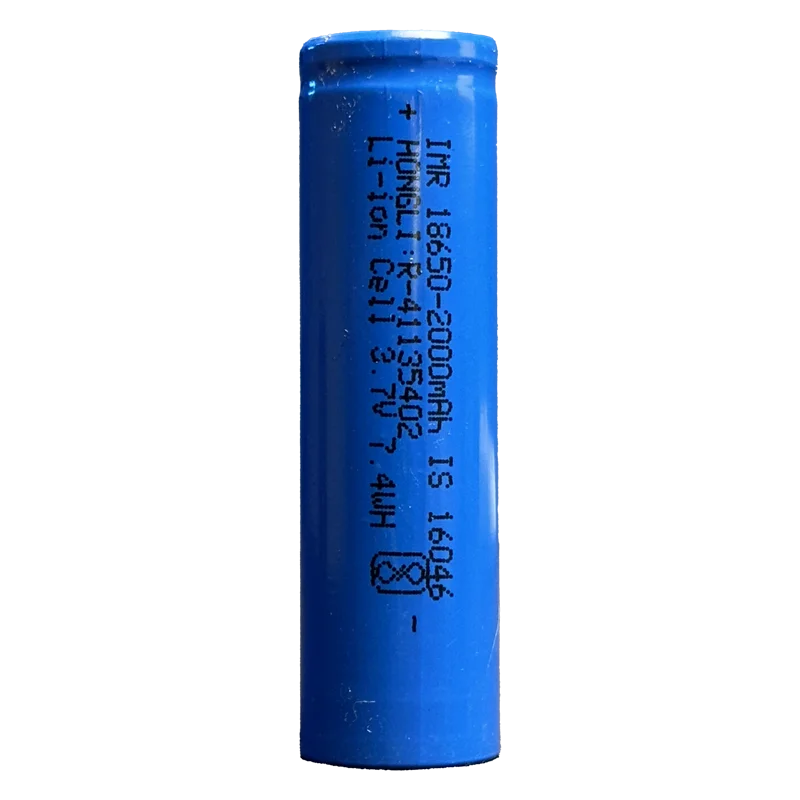 IMR 18650-2000mAh IS 16046
+ HONGLI:R-41135402 -
Li-ion Cell 3.7V 7.4WH